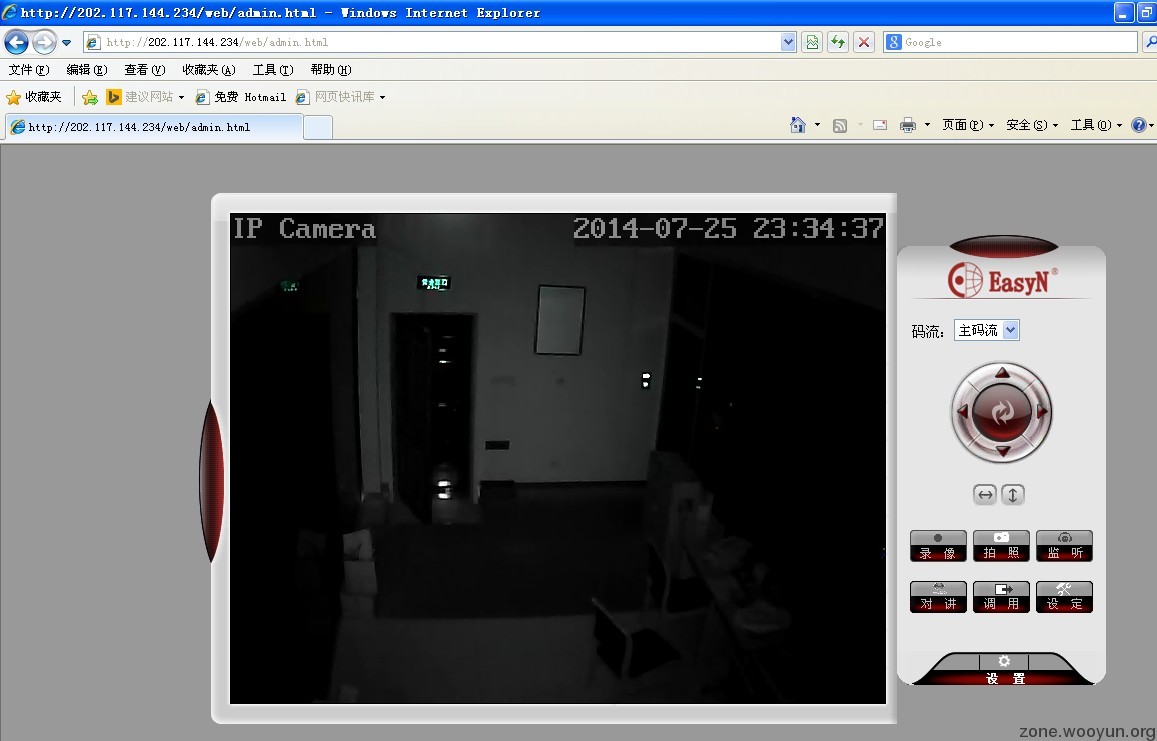 http://202.117.144.234/web/admin.html - Windows Internet Explorer
http://202.117.144.234/web/admin.html
Google
文件(F) 编辑(E) 查看(V) 收藏夹(A) 工具(T) 帮助(H)
收藏夹 建议网站 免费 Hotmail 网页快讯库
http://202.117.144.234/web/admin.html
页面(P) 安全(S) 工具(O)
IP Camera 2014-07-25 23:34:37
安全出口
EasyN®
码流: 主码流
录 像 拍 照 监 听
对 讲 调 用 设 定
设 置
zone.wooyun.org